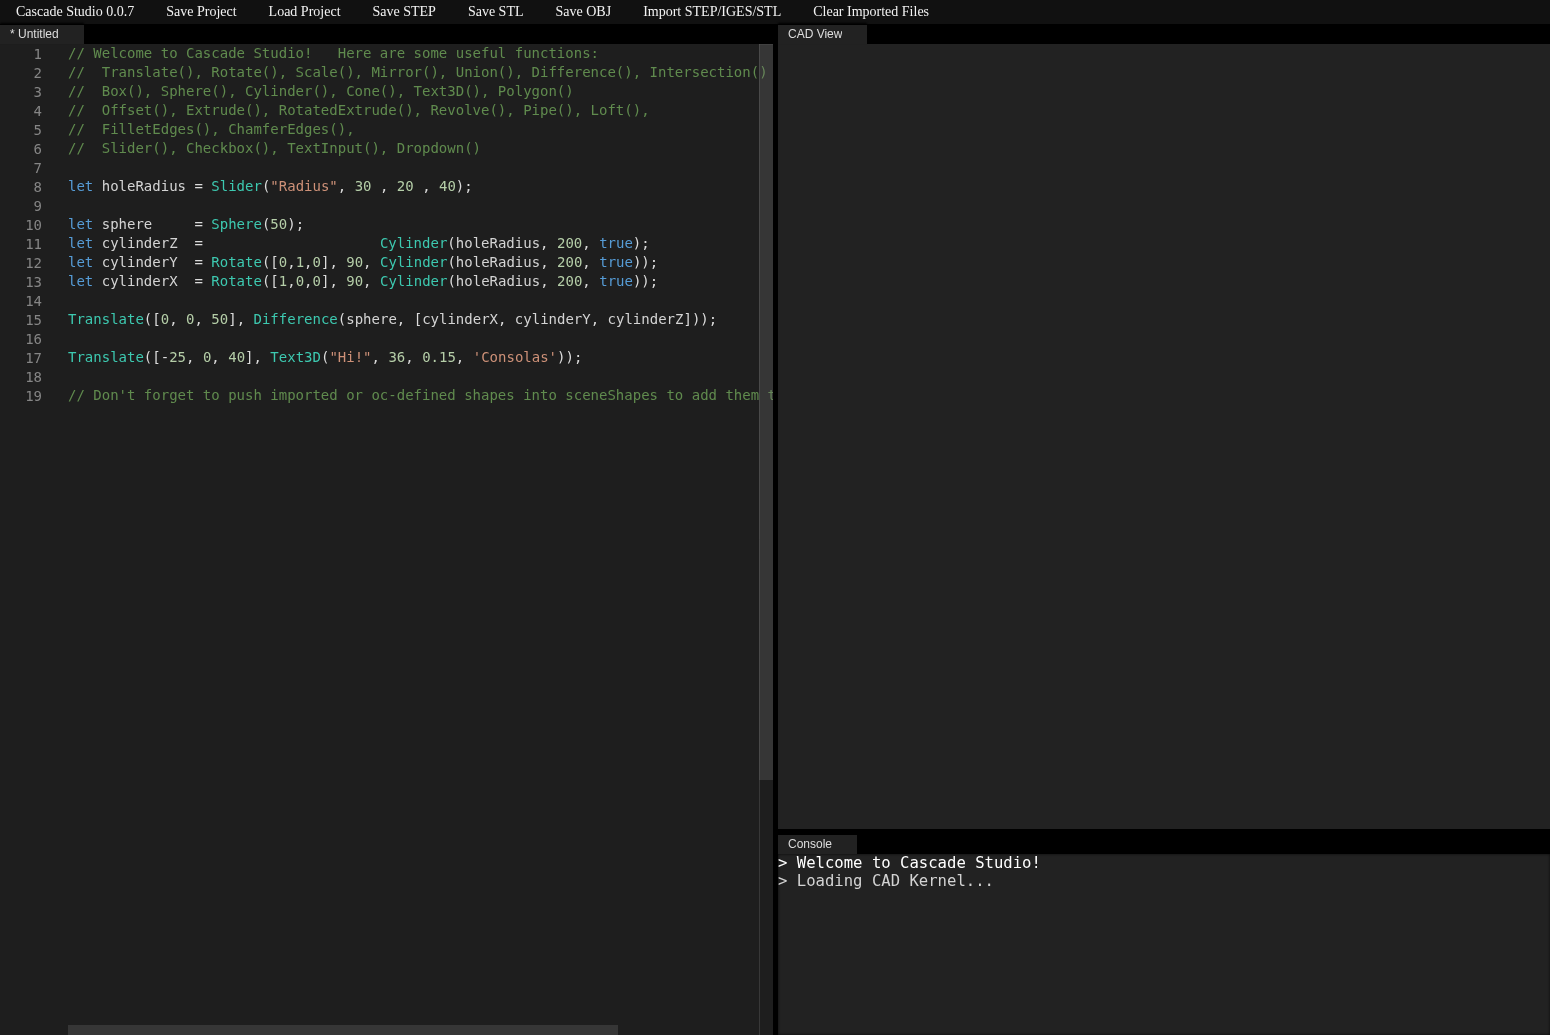 Cascade Studio 0.0.7 Save Project Load Project Save STEP Save STL Save OBJ Import STEP/IGES/STL Clear Imported Files
* Untitled
1 // Welcome to Cascade Studio!   Here are some useful functions:
2 //  Translate(), Rotate(), Scale(), Mirror(), Union(), Difference(), Intersection()
3 //  Box(), Sphere(), Cylinder(), Cone(), Text3D(), Polygon()
4 //  Offset(), Extrude(), RotatedExtrude(), Revolve(), Pipe(), Loft(),
5 //  FilletEdges(), ChamferEdges(),
6 //  Slider(), Checkbox(), TextInput(), Dropdown()
7
8 let holeRadius = Slider("Radius", 30 , 20 , 40);
9
10 let sphere     = Sphere(50);
11 let cylinderZ  =                     Cylinder(holeRadius, 200, true);
12 let cylinderY  = Rotate([0,1,0], 90, Cylinder(holeRadius, 200, true));
13 let cylinderX  = Rotate([1,0,0], 90, Cylinder(holeRadius, 200, true));
14
15 Translate([0, 0, 50], Difference(sphere, [cylinderX, cylinderY, cylinderZ]));
16
17 Translate([-25, 0, 40], Text3D("Hi!", 36, 0.15, 'Consolas'));
18
19 // Don't forget to push imported or oc-defined shapes into sceneShapes to add them
CAD View
Console
> Welcome to Cascade Studio!
> Loading CAD Kernel...